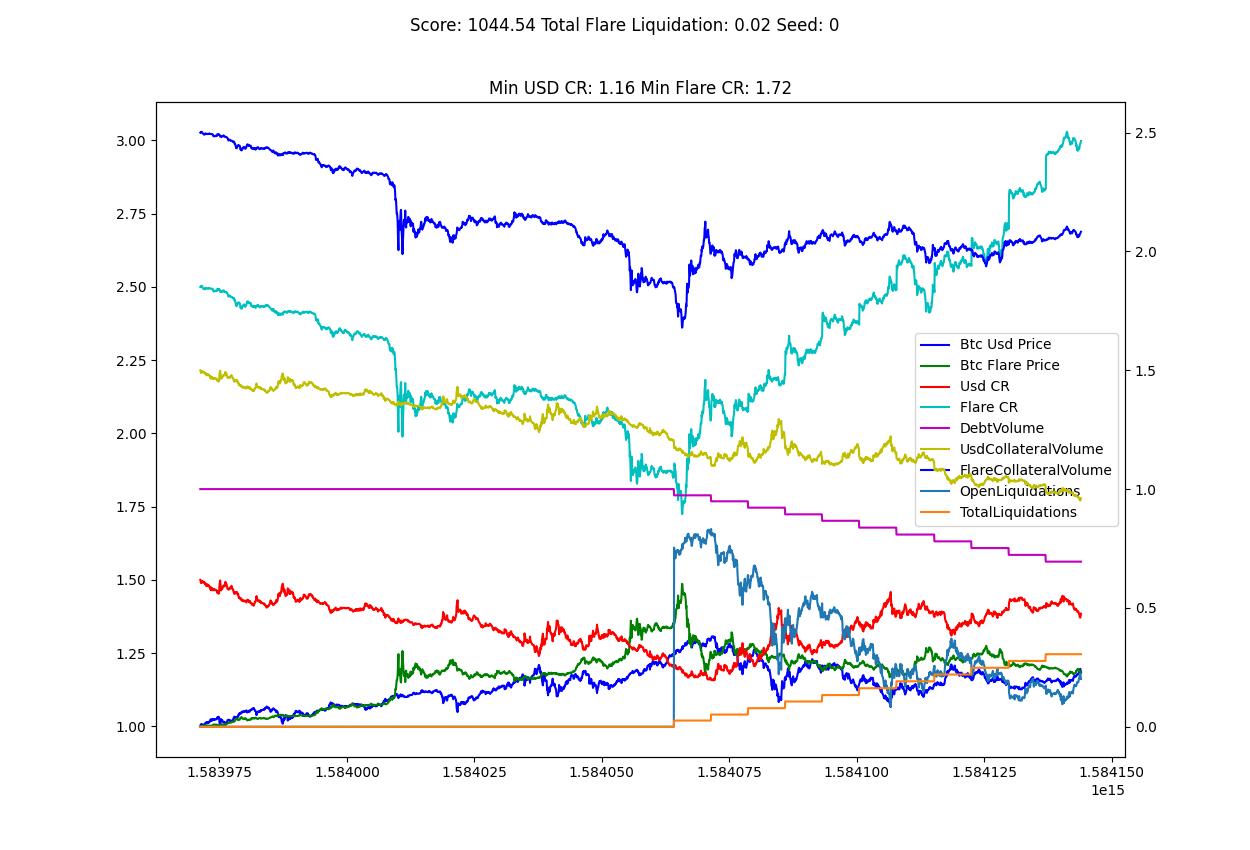 Score: 1044.54 Total Flare Liquidation: 0.02 Seed: 0
Min USD CR: 1.16 Min Flare CR: 1.72
3.00
2.75
2.50
2.25
2.00
1.75
1.50
1.25
1.00
2.5
2.0
1.5
1.0
0.5
0.0
Btc Usd Price
Btc Flare Price
Usd CR
Flare CR
DebtVolume
UsdCollateralVolume
FlareCollateralVolume
OpenLiquidations
TotalLiquidations
1.583975 1.584000 1.584025 1.584050 1.584075 1.584100 1.584125 1.584150
1e15